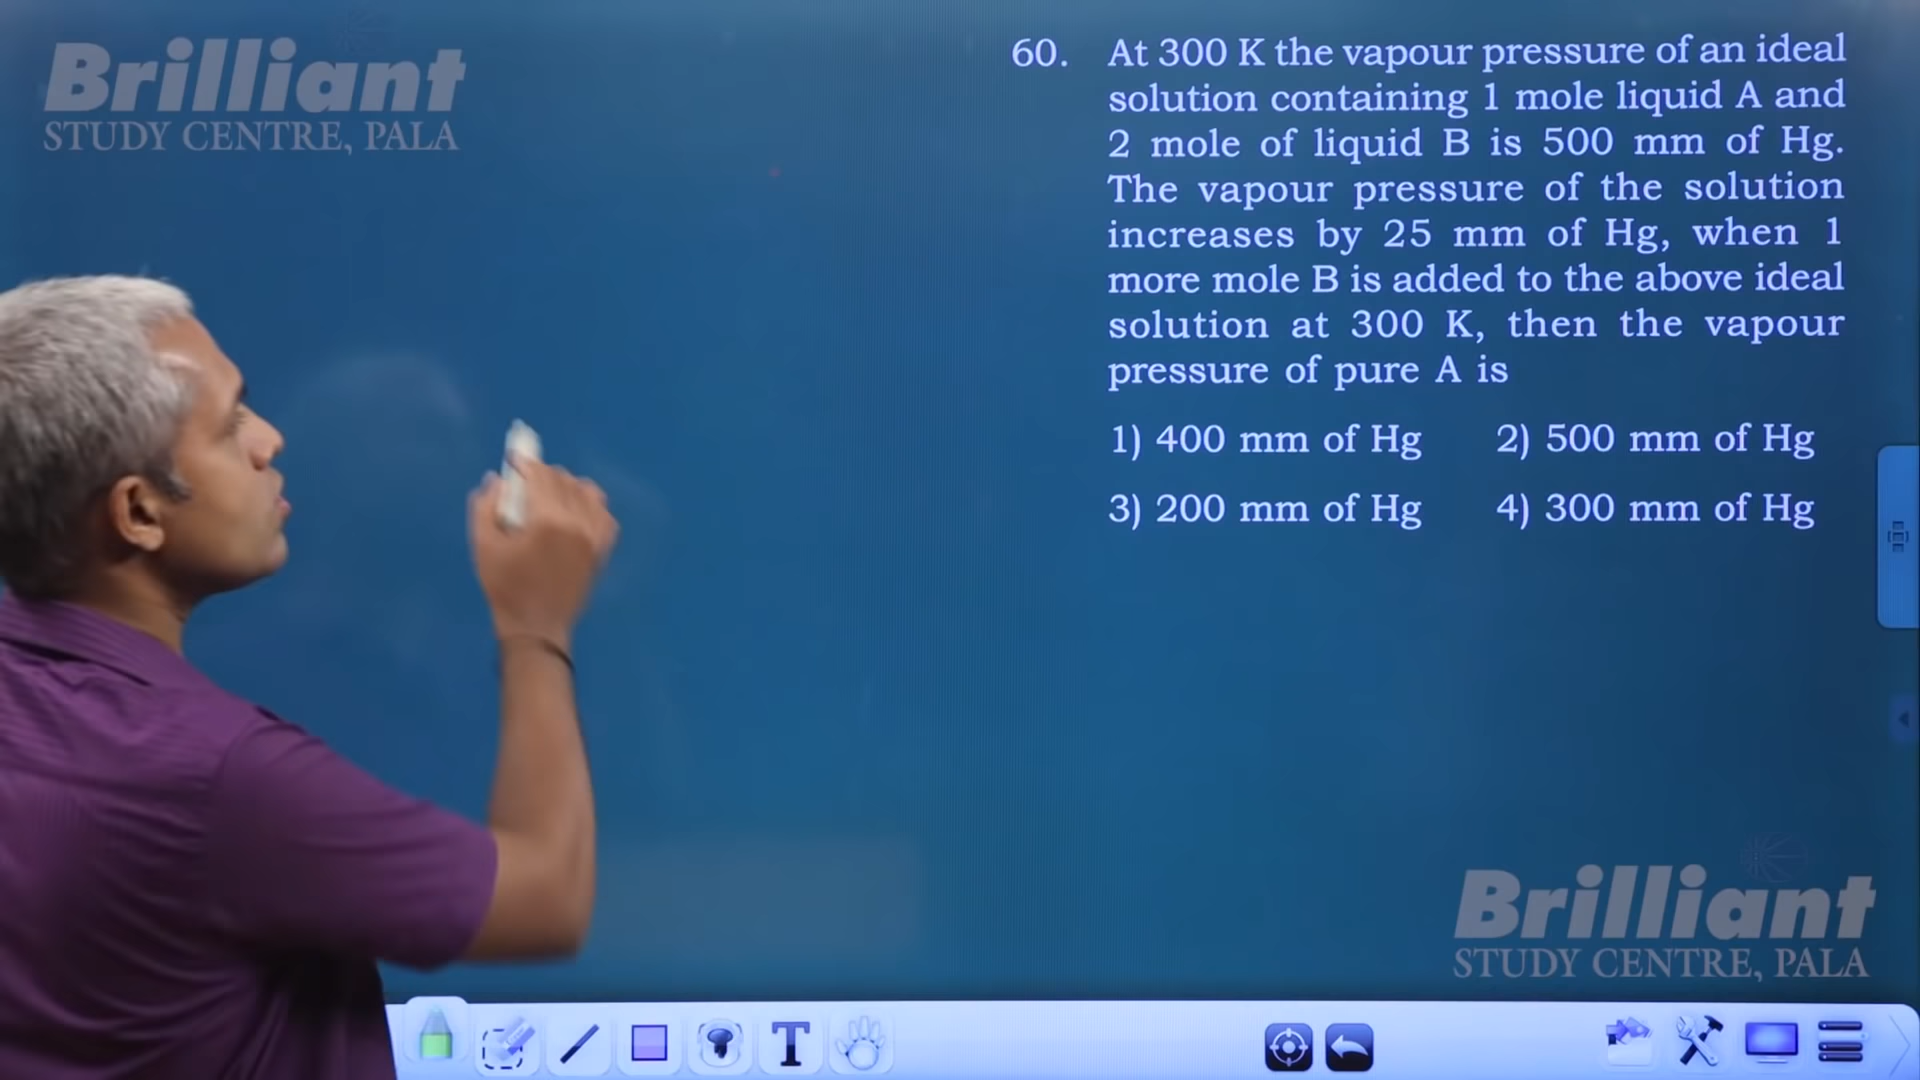 Brilliant
STUDY CENTRE, PALA
60. At 300 K the vapour pressure of an ideal
solution containing 1 mole liquid A and
2 mole of liquid B is 500 mm of Hg.
The vapour pressure of the solution
increases by 25 mm of Hg, when 1
more mole B is added to the above ideal
solution at 300 K, then the vapour
pressure of pure A is
1) 400 mm of Hg 2) 500 mm of Hg
3) 200 mm of Hg 4) 300 mm of Hg
Brilliant
STUDY CENTRE, PALA
T